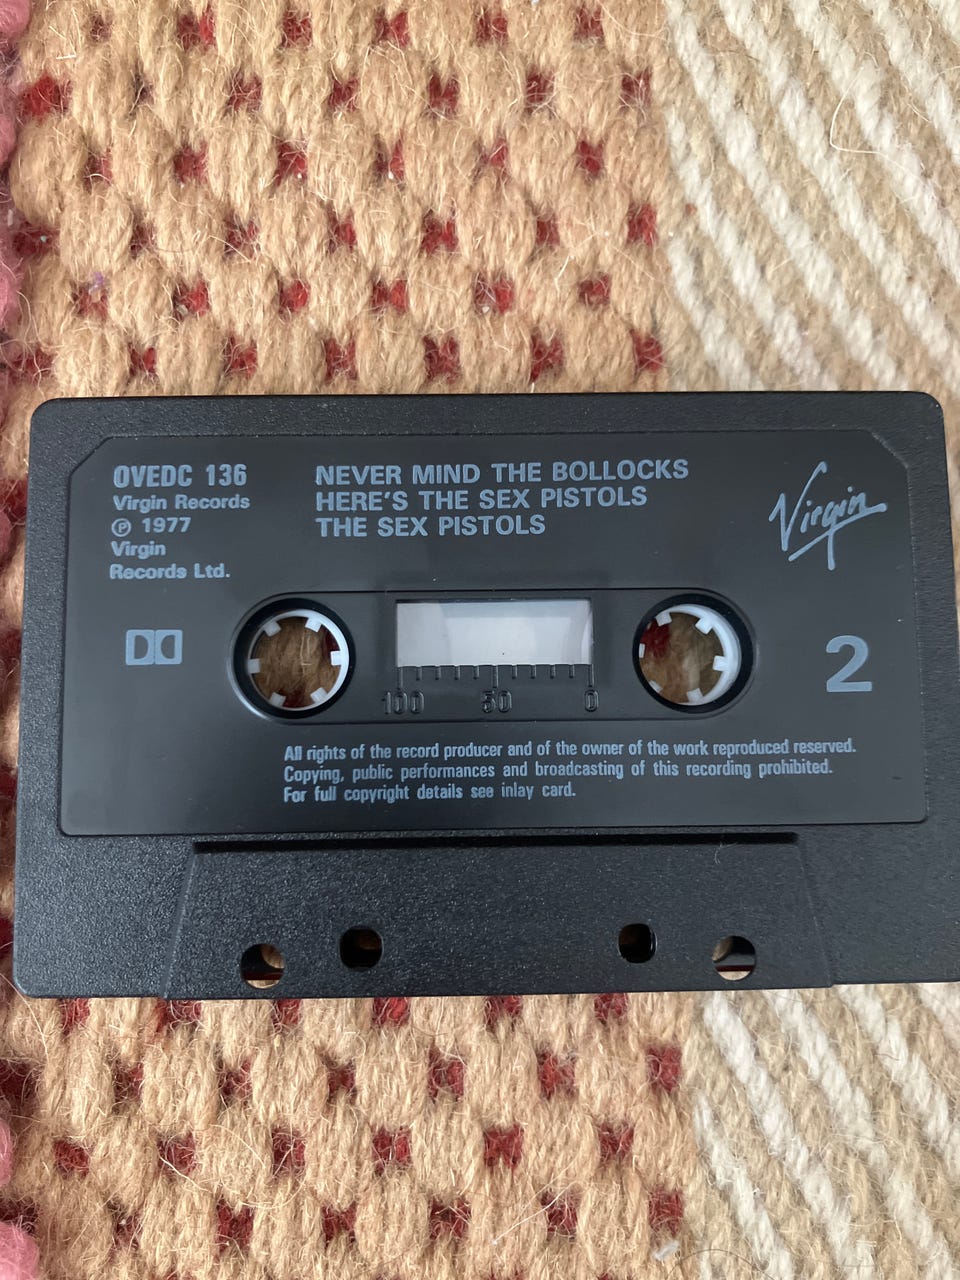 OVEDC 136
Virgin Records
℗ 1977
Virgin
Records Ltd.
NEVER MIND THE BOLLOCKS
HERE'S THE SEX PISTOLS
THE SEX PISTOLS
Virgin
2
100 50 0
All rights of the record producer and of the owner of the work reproduced reserved.
Copying, public performances and broadcasting of this recording prohibited.
For full copyright details see inlay card.